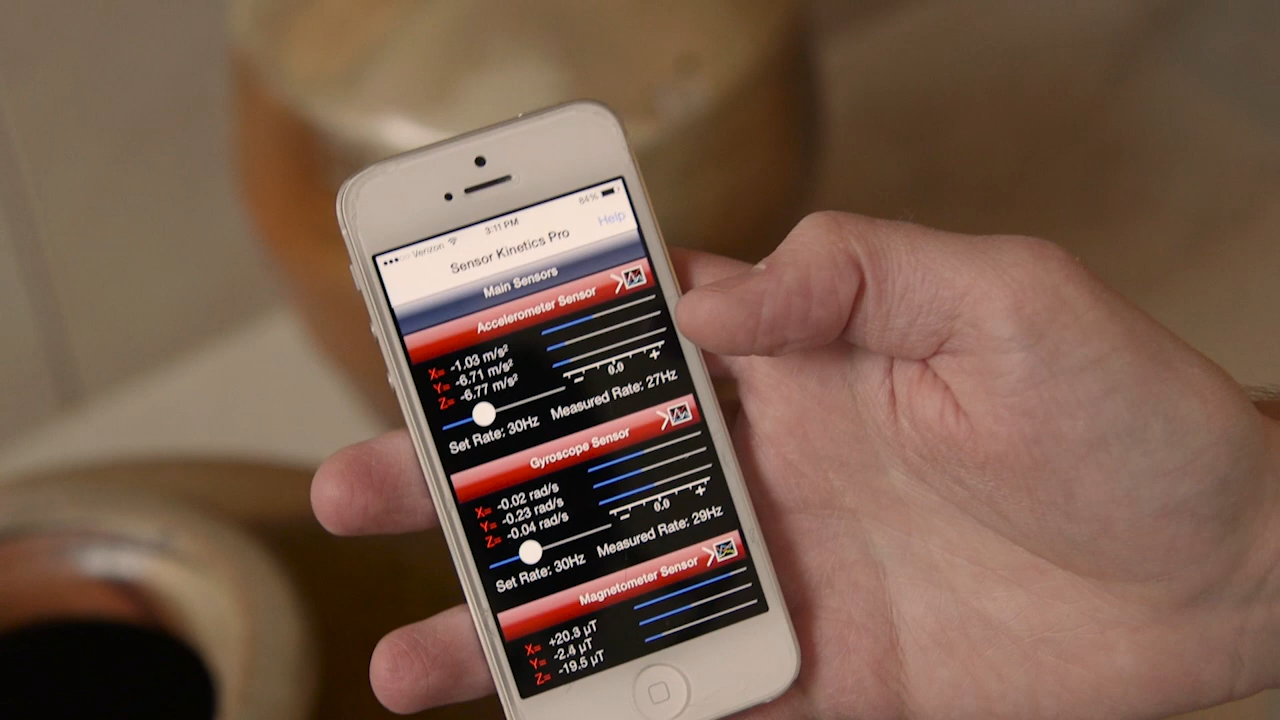 Verizon 3:11 PM 84%
Sensor Kinetics Pro Help
Main Sensors
Accelerometer Sensor
X= -1.03 m/s²
Y= -6.71 m/s²
Z= -6.77 m/s²
- 0.0 +
Set Rate: 30Hz Measured Rate: 27Hz
Gyroscope Sensor
X= -0.02 rad/s
Y= -0.23 rad/s
Z= -0.04 rad/s
- 0.0 +
Set Rate: 30Hz Measured Rate: 29Hz
Magnetometer Sensor
X= +20.3 μT
Y= -2.4 μT
Z= -19.5 μT